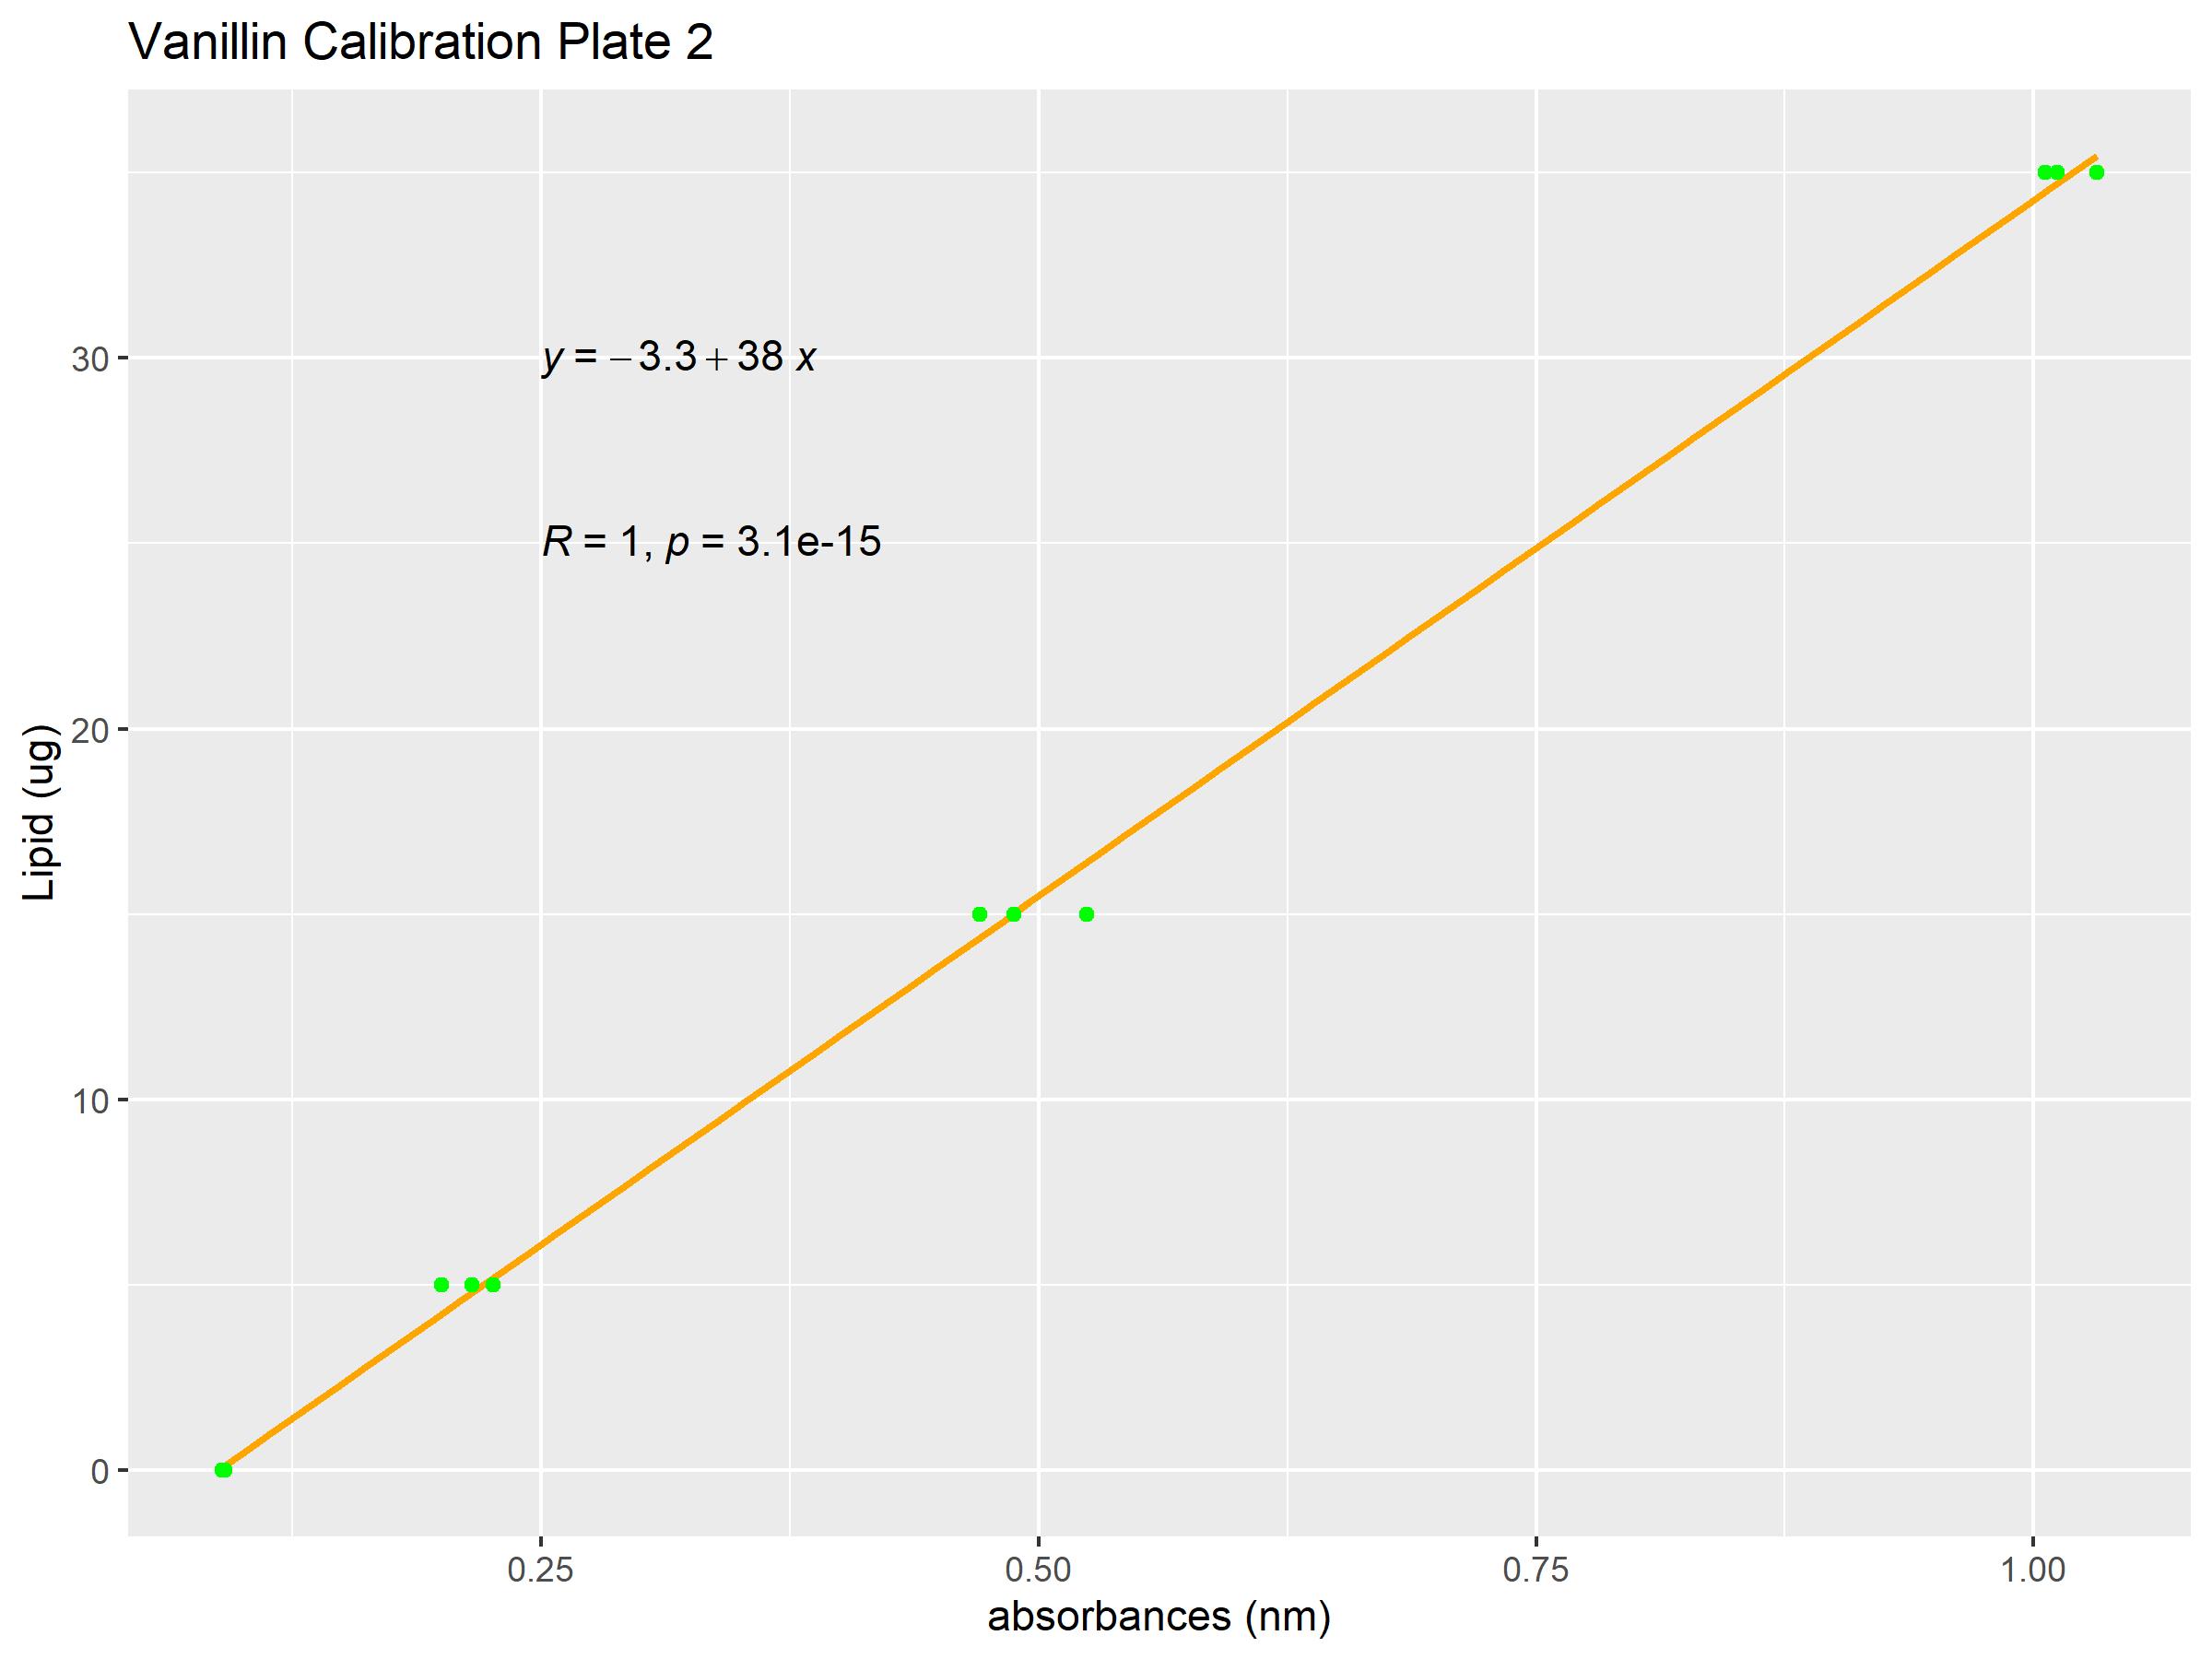 Vanillin Calibration Plate 2
y = −3.3 + 38 x
R = 1, p = 3.1e-15
Lipid (ug)
30
20
10
0
0.25 0.50 0.75 1.00
absorbances (nm)